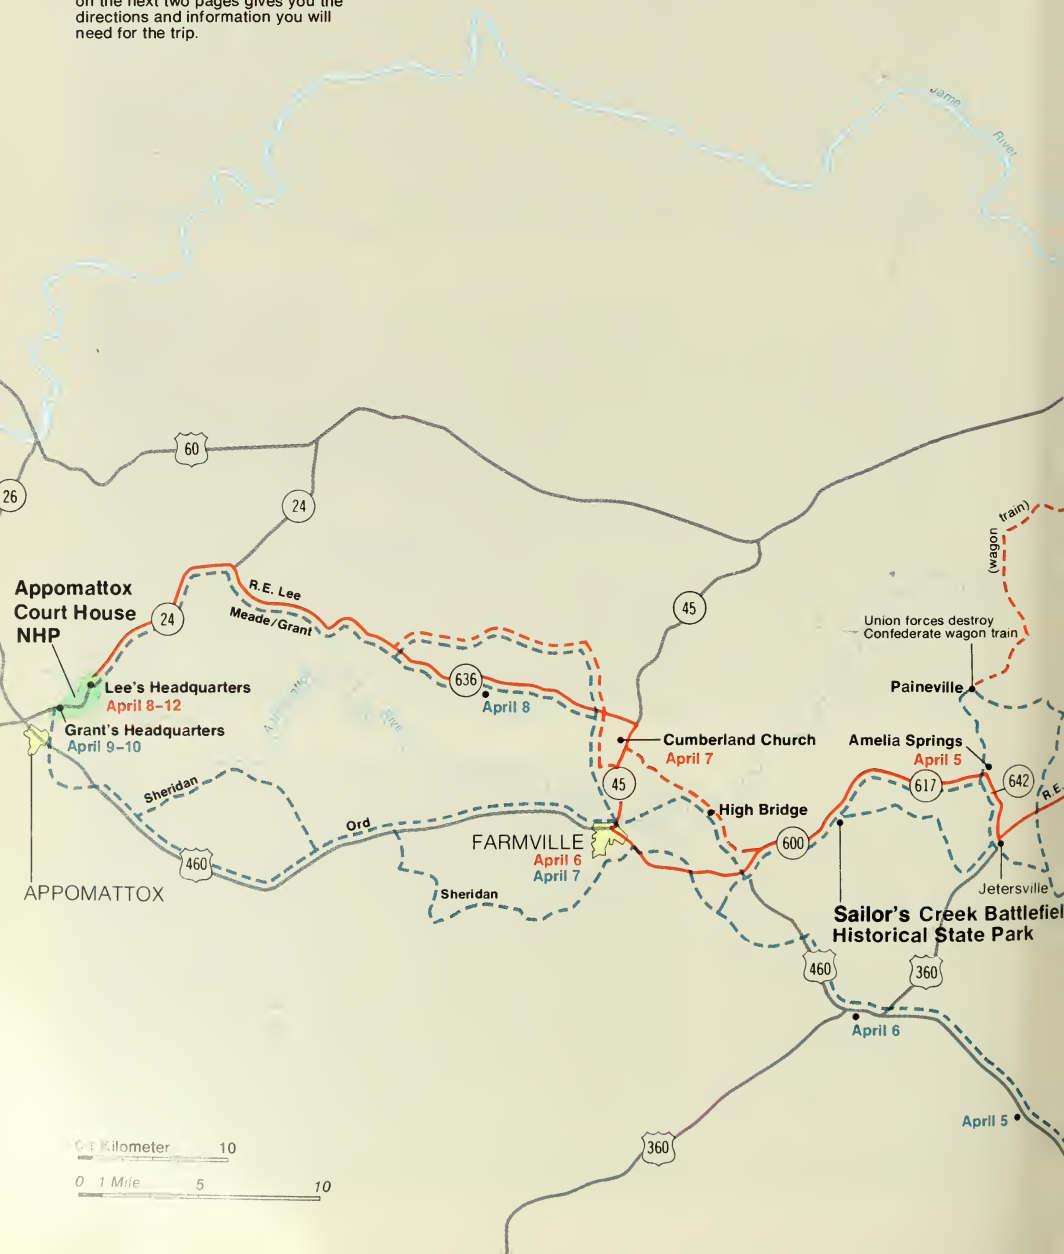 on the next two pages gives you the
directions and information you will
need for the trip.
Jame
River
60
26
24
(wagon train)
R.E. Lee
Meade/Grant
Appomattox
Court House
NHP
24
45
Union forces destroy
Confederate wagon train
636
Lee's Headquarters
April 8-12
April 8
Paineville
Grant's Headquarters
April 9-10
Cumberland Church
April 7
Amelia Springs
April 5
45
617
642
R.E.
Sheridan
High Bridge
Ord
FARMVILLE
April 6
April 7
600
460
APPOMATTOX
Sheridan
Jetersville
Sailor's Creek Battlefiel
Historical State Park
460
360
April 6
April 5
360
Kilometer 10
0 1 Mile 5 10